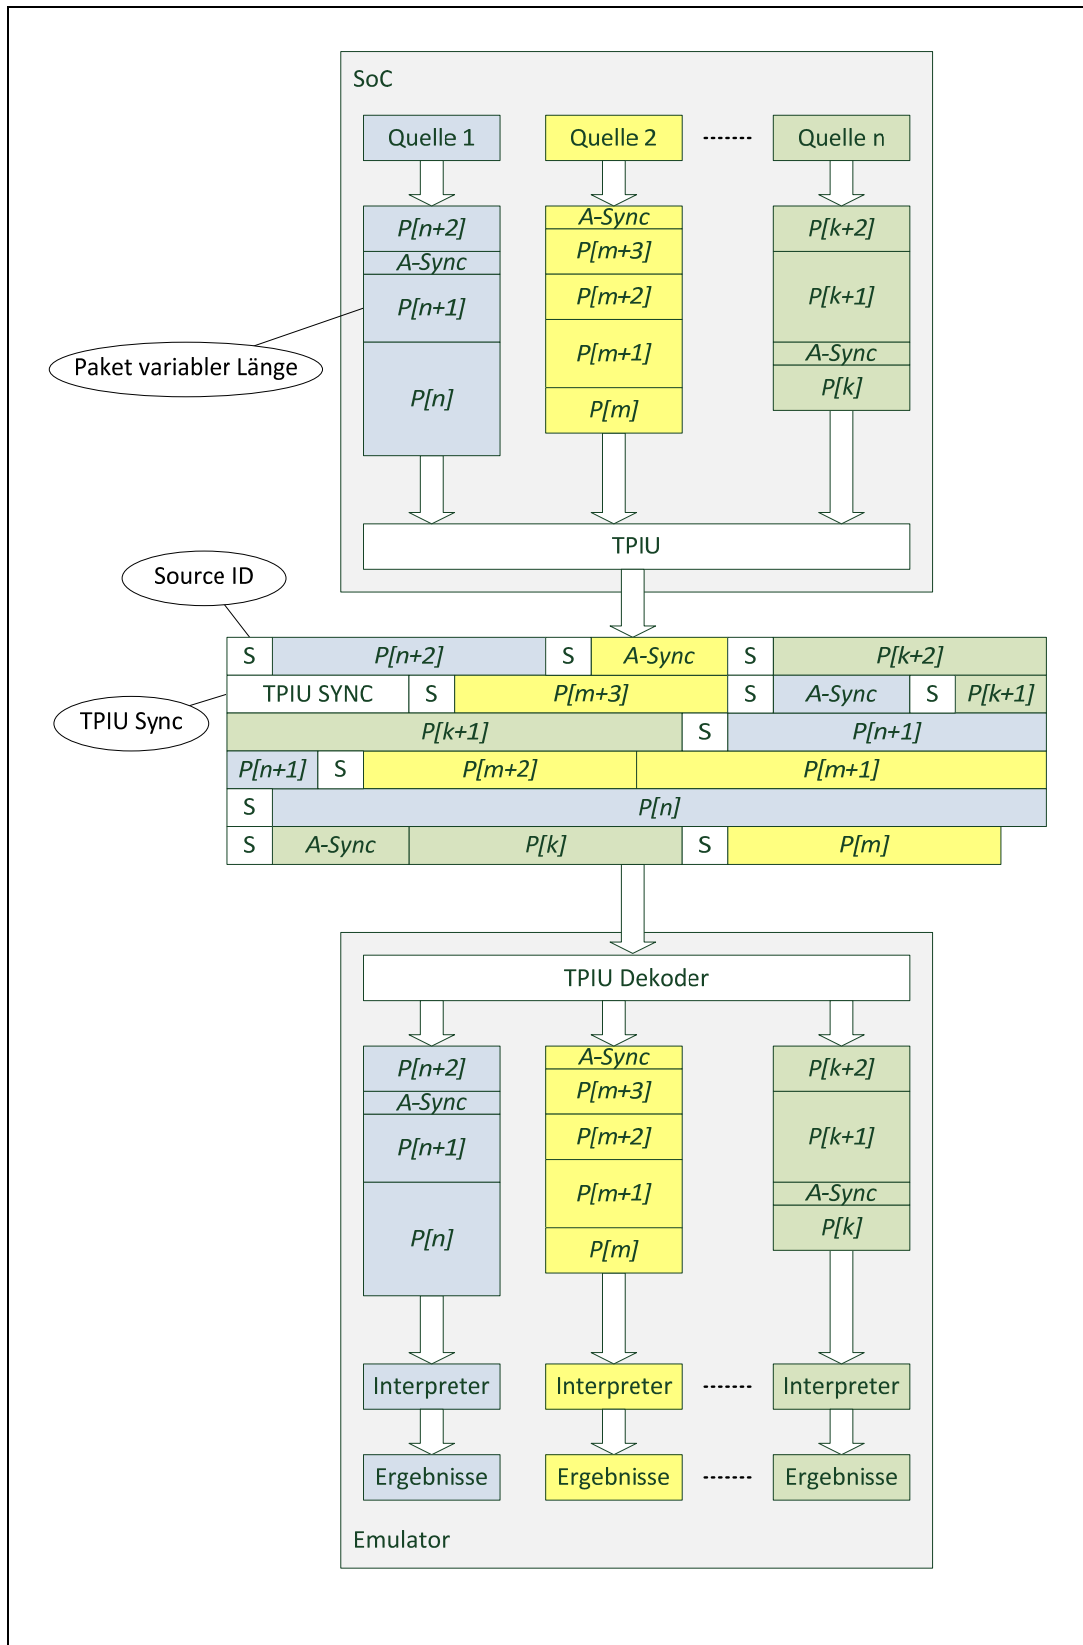 SoC
Quelle 1 Quelle 2 Quelle n
P[n+2] A-Sync P[k+2]
A-Sync P[m+3]
P[n+1] P[m+2] P[k+1]
Paket variabler Länge
P[m+1] A-Sync
P[n] P[m] P[k]
TPIU
Source ID
S P[n+2] S A-Sync S P[k+2]
TPIU SYNC S P[m+3] S A-Sync S P[k+1]
TPIU Sync
P[k+1] S P[n+1]
P[n+1] S P[m+2] P[m+1]
S P[n]
S A-Sync P[k] S P[m]
TPIU Dekoder
P[n+2] A-Sync P[k+2]
A-Sync P[m+3]
P[n+1] P[m+2] P[k+1]
P[m+1] A-Sync
P[n] P[m] P[k]
Interpreter Interpreter Interpreter
Ergebnisse Ergebnisse Ergebnisse
Emulator